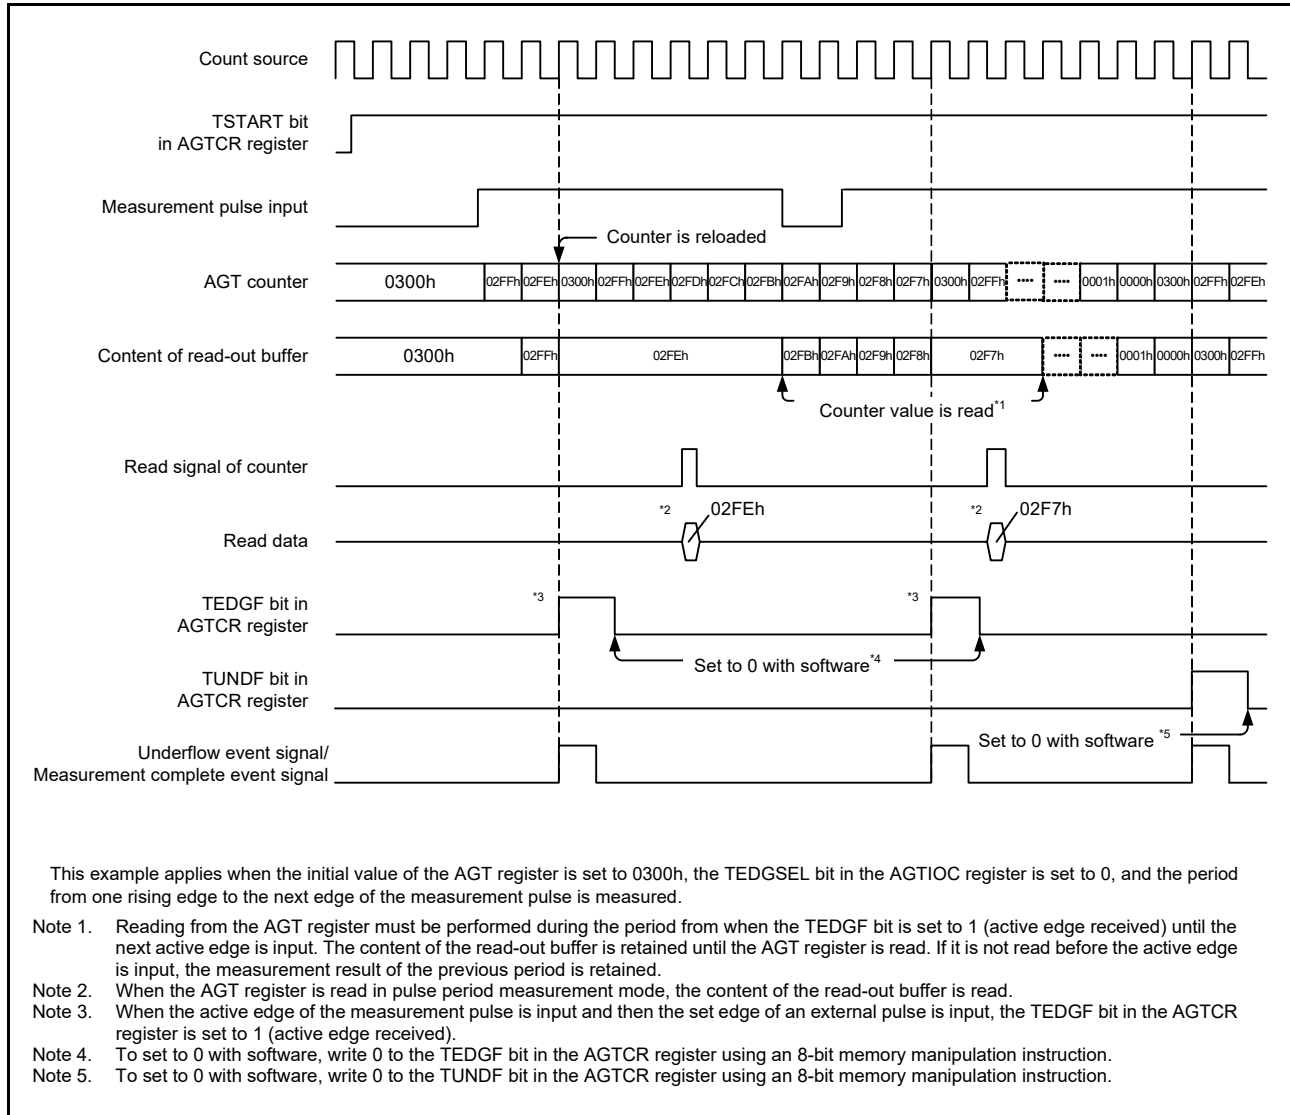 Count source
TSTART bit
in AGTCR register
Measurement pulse input
Counter is reloaded
AGT counter
0300h 02FFh 02FEh 0300h 02FFh 02FEh 02FDh 02FCh 02FBh 02FAh 02F9h 02F8h 02F7h 0300h 02FFh •••• •••• 0001h 0000h 0300h 02FFh 02FEh
Content of read-out buffer
0300h 02FFh 02FEh 02FBh 02FAh 02F9h 02F8h 02F7h •••• •••• 0001h 0000h 0300h 02FFh
Counter value is read*1
Read signal of counter
*2 02FEh *2 02F7h
Read data
TEDGF bit in
AGTCR register
*3 *3
Set to 0 with software*4
TUNDF bit in
AGTCR register
Set to 0 with software *5
Underflow event signal/
Measurement complete event signal
This example applies when the initial value of the AGT register is set to 0300h, the TEDGSEL bit in the AGTIOC register is set to 0, and the period
from one rising edge to the next edge of the measurement pulse is measured.
Note 1. Reading from the AGT register must be performed during the period from when the TEDGF bit is set to 1 (active edge received) until the
next active edge is input. The content of the read-out buffer is retained until the AGT register is read. If it is not read before the active edge
is input, the measurement result of the previous period is retained.
Note 2. When the AGT register is read in pulse period measurement mode, the content of the read-out buffer is read.
Note 3. When the active edge of the measurement pulse is input and then the set edge of an external pulse is input, the TEDGF bit in the AGTCR
register is set to 1 (active edge received).
Note 4. To set to 0 with software, write 0 to the TEDGF bit in the AGTCR register using an 8-bit memory manipulation instruction.
Note 5. To set to 0 with software, write 0 to the TUNDF bit in the AGTCR register using an 8-bit memory manipulation instruction.